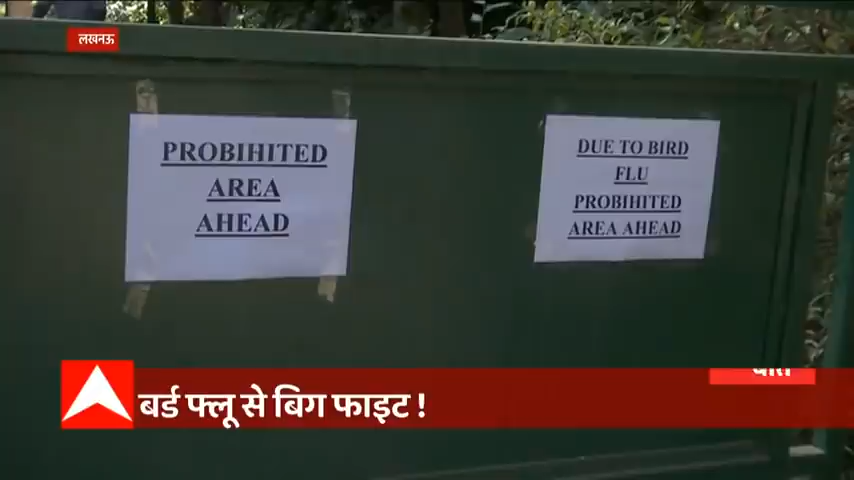 लखनऊ
PROBIHITED
AREA
AHEAD
DUE TO BIRD
FLU
PROBIHITED
AREA AHEAD
बर्ड फ्लू से बिग फाइट !